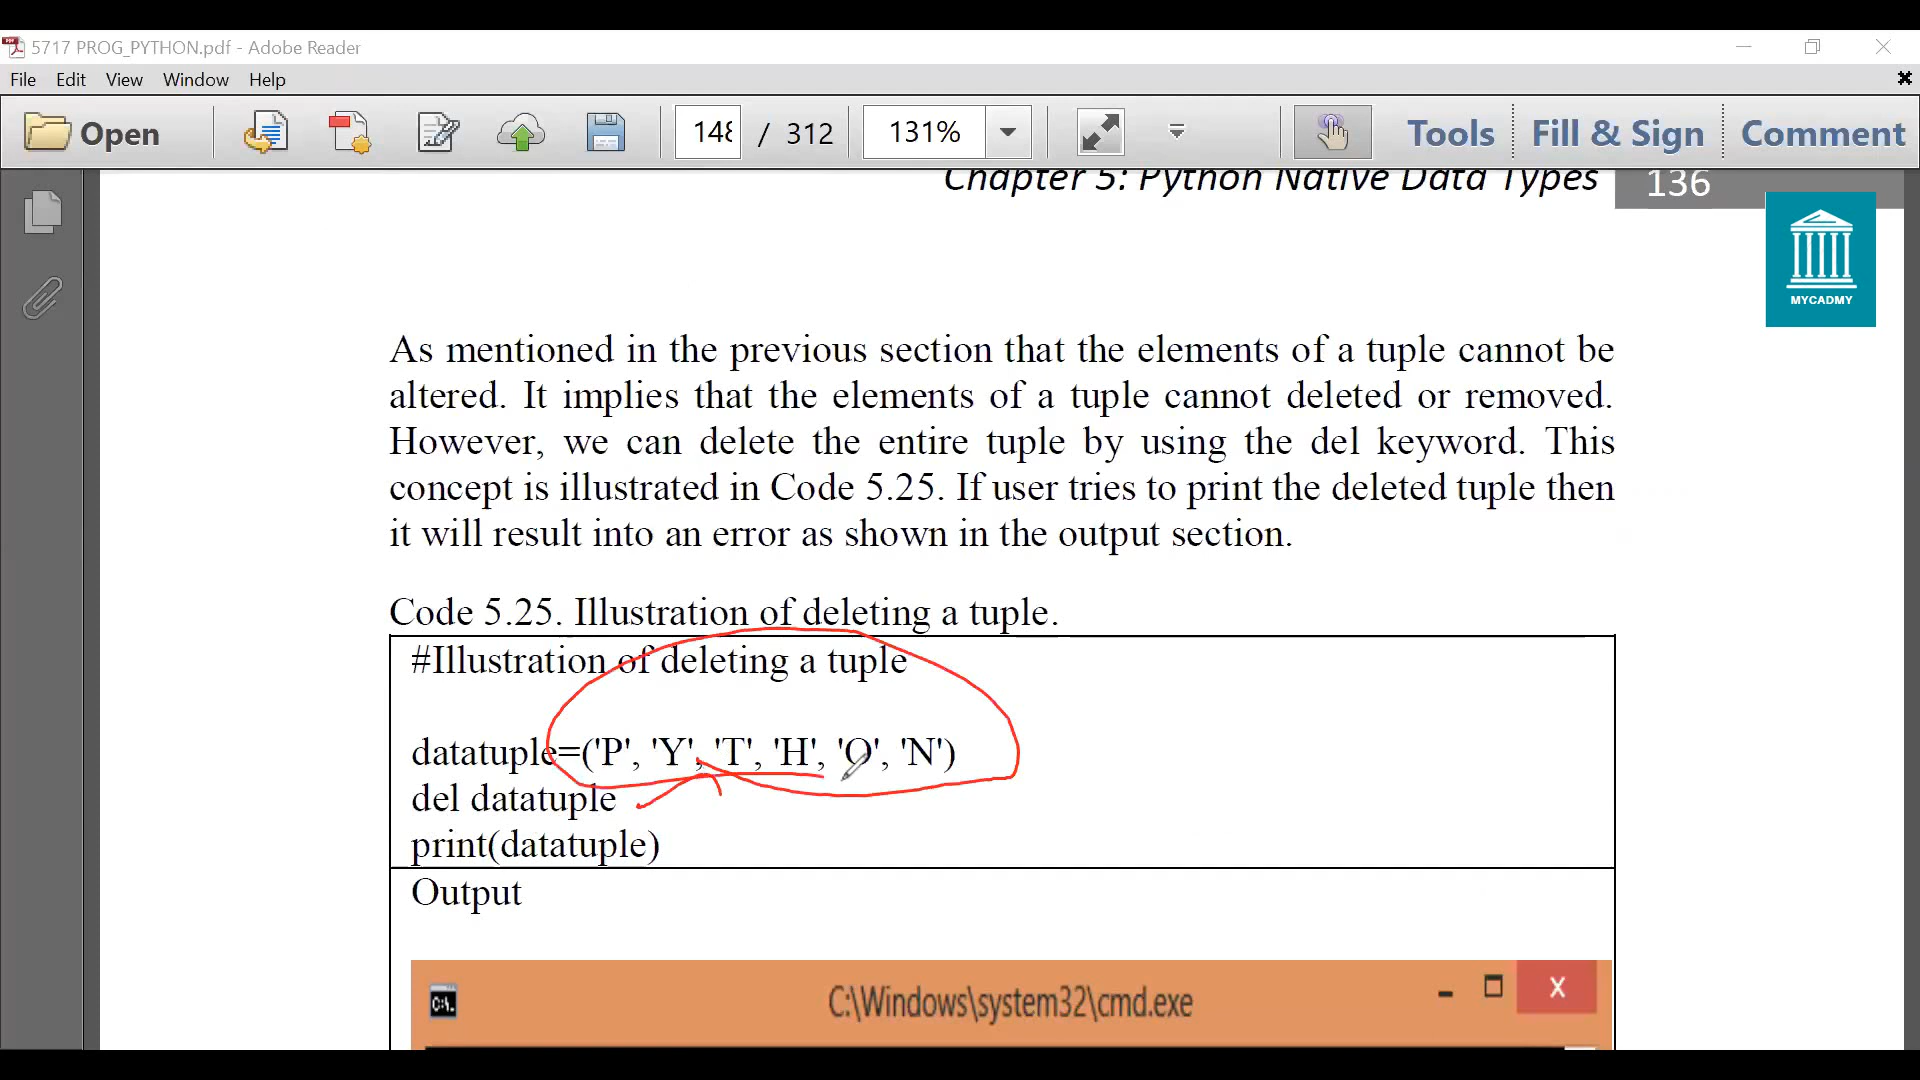 5717 PROG_PYTHON.pdf - Adobe Reader
File Edit View Window Help
Open 148 / 312 131% Tools Fill & Sign Comment
Chapter 5: Python Native Data Types 136
MYCADMY
As mentioned in the previous section that the elements of a tuple cannot be
altered. It implies that the elements of a tuple cannot deleted or removed.
However, we can delete the entire tuple by using the del keyword. This
concept is illustrated in Code 5.25. If user tries to print the deleted tuple then
it will result into an error as shown in the output section.
Code 5.25. Illustration of deleting a tuple.
#Illustration of deleting a tuple
datatuple=('P', 'Y', 'T', 'H', 'O', 'N')
del datatuple
print(datatuple)
Output
C:\Windows\system32\cmd.exe